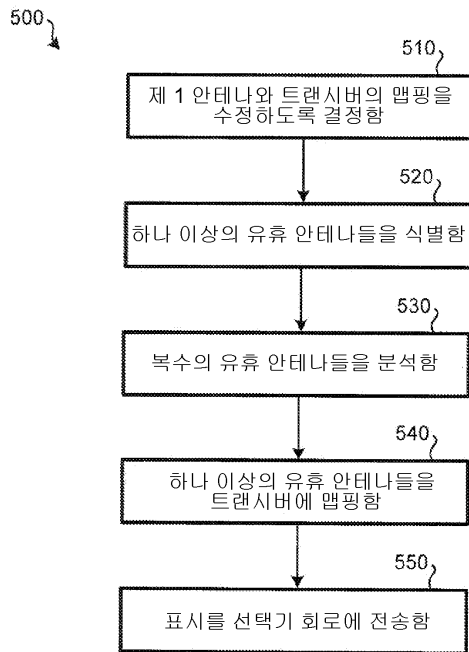 500
510
제 1 안테나와 트랜시버의 맵핑을
수정하도록 결정함
520
하나 이상의 유휴 안테나들을 식별함
530
복수의 유휴 안테나들을 분석함
540
하나 이상의 유휴 안테나들을
트랜시버에 맵핑함
550
표시를 선택기 회로에 전송함